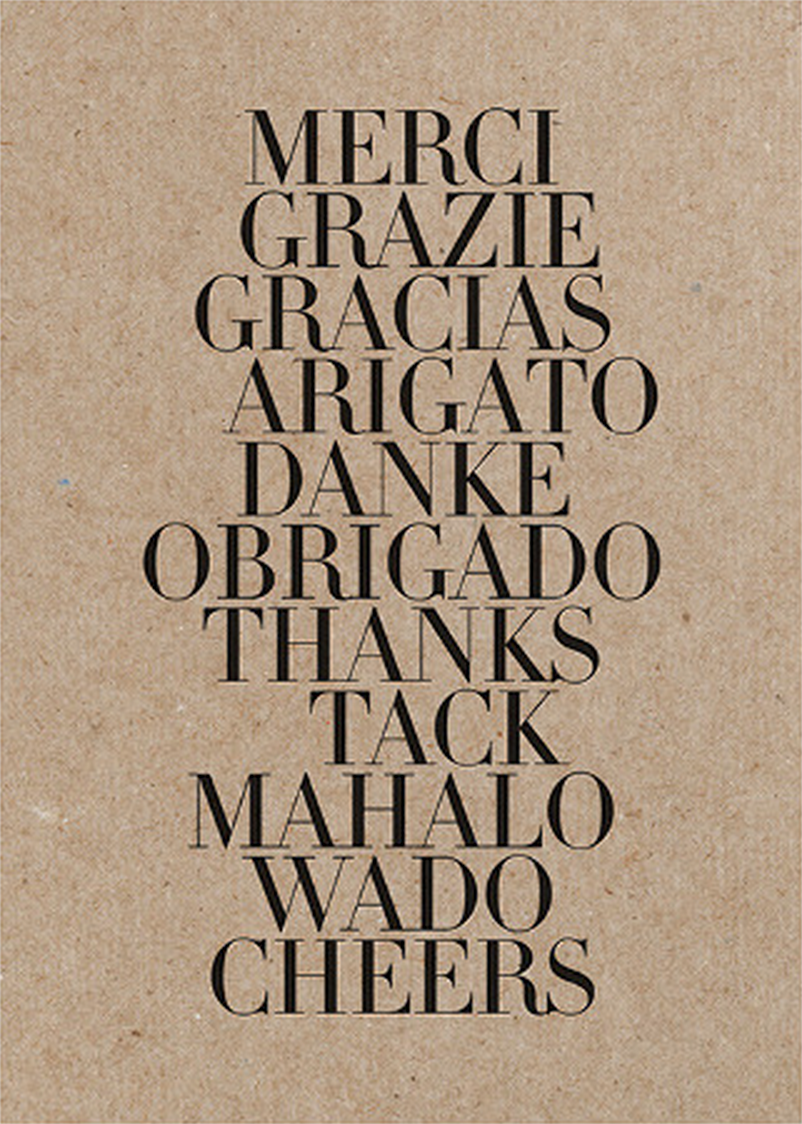 MERCI
GRAZIE
GRACIAS
ARIGATO
DANKE
OBRIGADO
THANKS
TACK
MAHALO
WADO
CHEERS